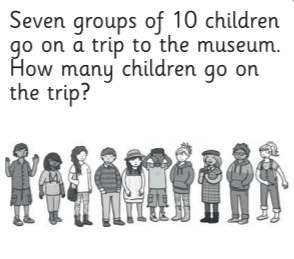 Seven groups of 10 children
go on a trip to the museum.
How many children go on
the trip?